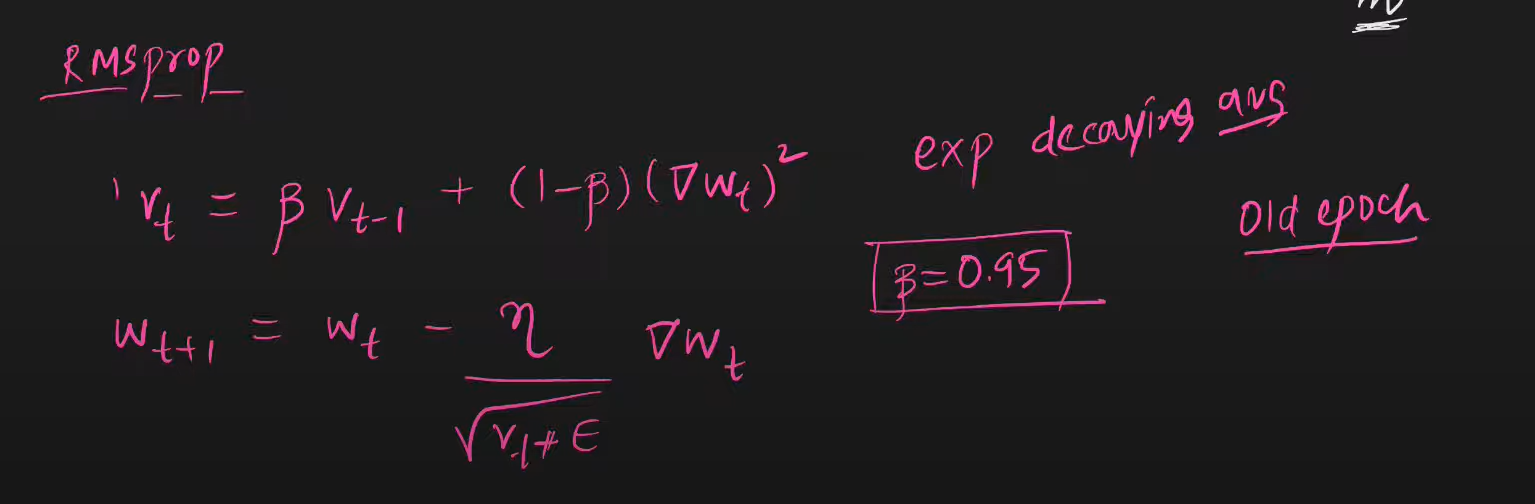 RMSprop
exp decaying avg
v_t = β v_{t-1} + (1-β)(∇w_t)²
old epoch
β=0.95
w_{t+1} = w_t - η/√(v_t + ϵ) ∇w_t